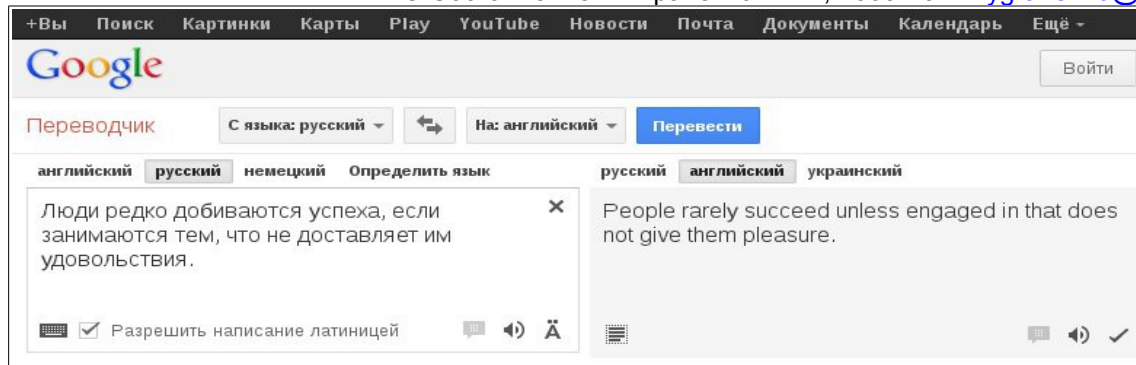 +Вы Поиск Картинки Карты Play YouTube Новости Почта Документы Календарь Ещё
Google Войти
Переводчик С языка: русский На: английский Перевести
английский русский немецкий Определить язык русский английский украинский
Люди редко добиваются успеха, если
занимаются тем, что не доставляет им
удовольствия.
People rarely succeed unless engaged in that does
not give them pleasure.
Разрешить написание латиницей Ä